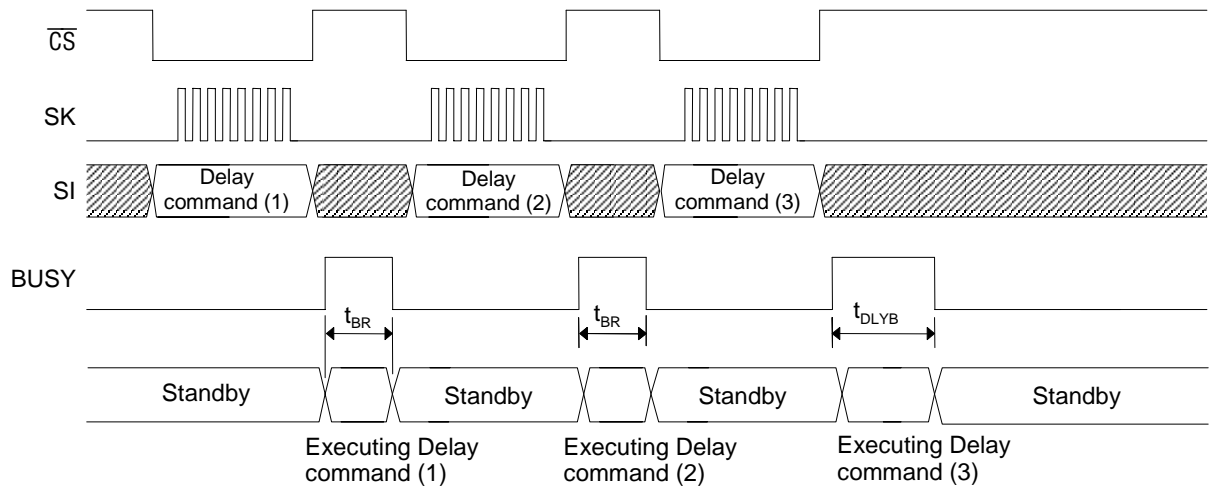 CS
SK
SI
Delay
command (1)
Delay
command (2)
Delay
command (3)
BUSY
tBR
tBR
tDLYB
Standby
Standby
Standby
Standby
Executing Delay
command (1)
Executing Delay
command (2)
Executing Delay
command (3)